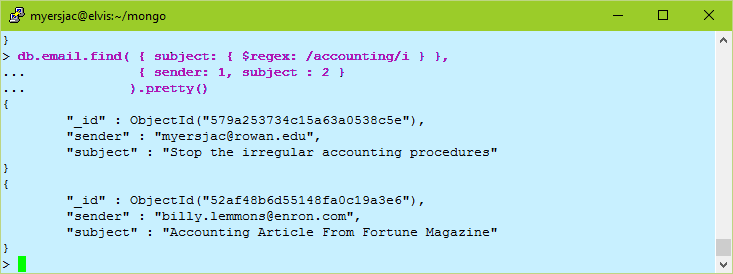 myersjac@elvis:~/mongo
}
> db.email.find( { subject: { $regex: /accounting/i } },
... { sender: 1, subject : 2 }
... ).pretty()
{
"_id" : ObjectId("579a253734c15a63a0538c5e"),
"sender" : "myersjac@rowan.edu",
"subject" : "Stop the irregular accounting procedures"
}
{
"_id" : ObjectId("52af48b6d55148fa0c19a3e6"),
"sender" : "billy.lemmons@enron.com",
"subject" : "Accounting Article From Fortune Magazine"
}
>